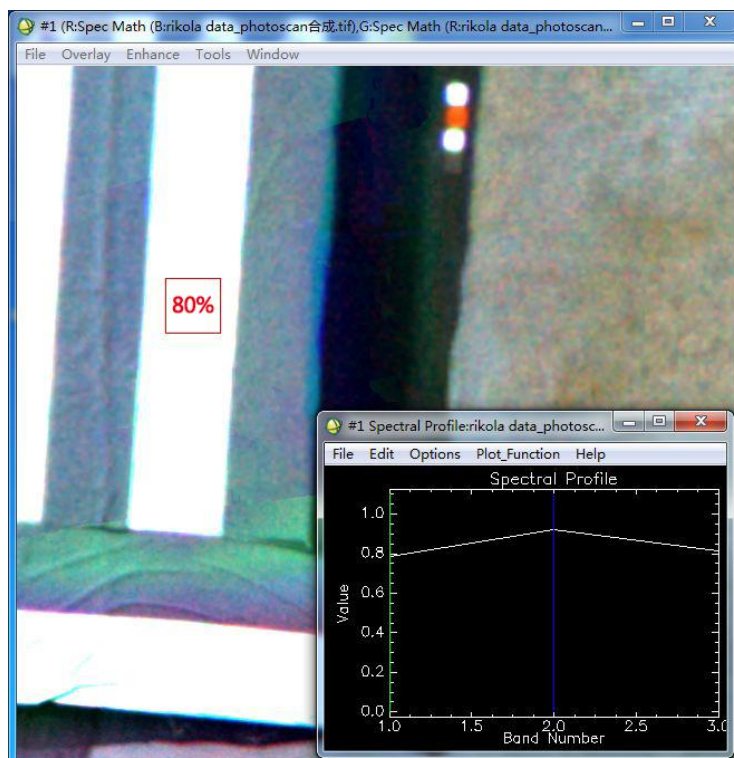 #1 (R:Spec Math (B:rikola data_photoscan合成.tif),G:Spec Math (R:rikola data_photoscan...
File Overlay Enhance Tools Window
80%
#1 Spectral Profile:rikola data_photosc...
File Edit Options Plot_Function Help
Spectral Profile
1.0
0.8
0.6
0.4
0.2
0.0
Value
1.0 1.5 2.0 2.5 3.0
Band Number